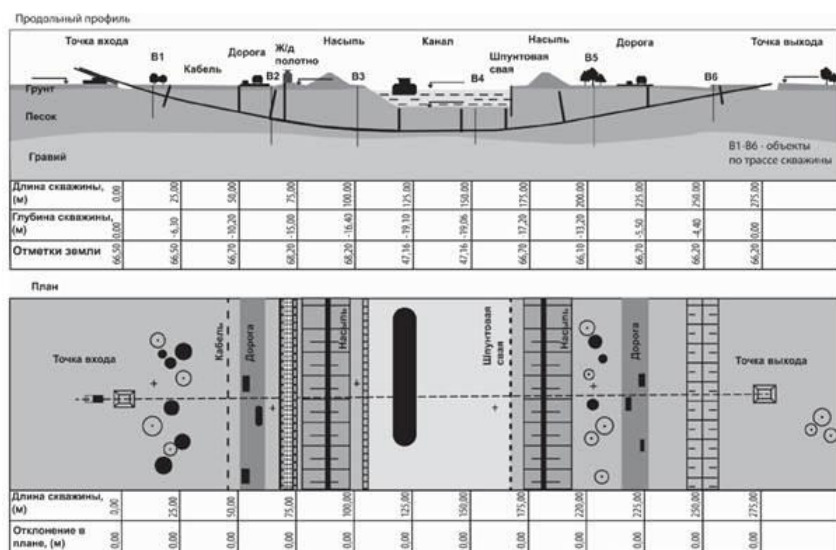 Продольный профиль
Точка входа
В1
Кабель
Дорога
Ж/д полотно
В2
Насыпь
В3
Канал
В4
Шпунтовая свая
Насыпь
В5
Дорога
В6
Точка выхода
Грунт
Песок
Гравий
В1-В6 - объекты
по трассе скважины
Длина скважины, (м) 0,00 25,00 50,00 75,00 100,00 125,00 150,00 175,00 200,00 225,00 250,00 275,00
Глубина скважины, (м) 0,00 -6,30 -10,20 -15,00 -16,40 -19,10 -19,06 -17,20 -13,20 -5,50 -4,40 0,00
Отметки земли 66,50 66,50 66,70 68,20 68,20 47,16 47,16 66,70 66,10 66,70 66,20 66,20
План
Точка входа
Кабель
Дорога
Насыпь
Шпунтовая свая
Насыпь
Дорога
Точка выхода
Длина скважины, (м) 0,00 25,00 50,00 75,00 100,00 125,00 150,00 175,00 220,00 225,00 250,00 275,00
Отклонение в плане, (м) 0,00 0,00 0,00 0,00 0,00 0,00 0,00 0,00 0,00 0,00 0,00 0,00